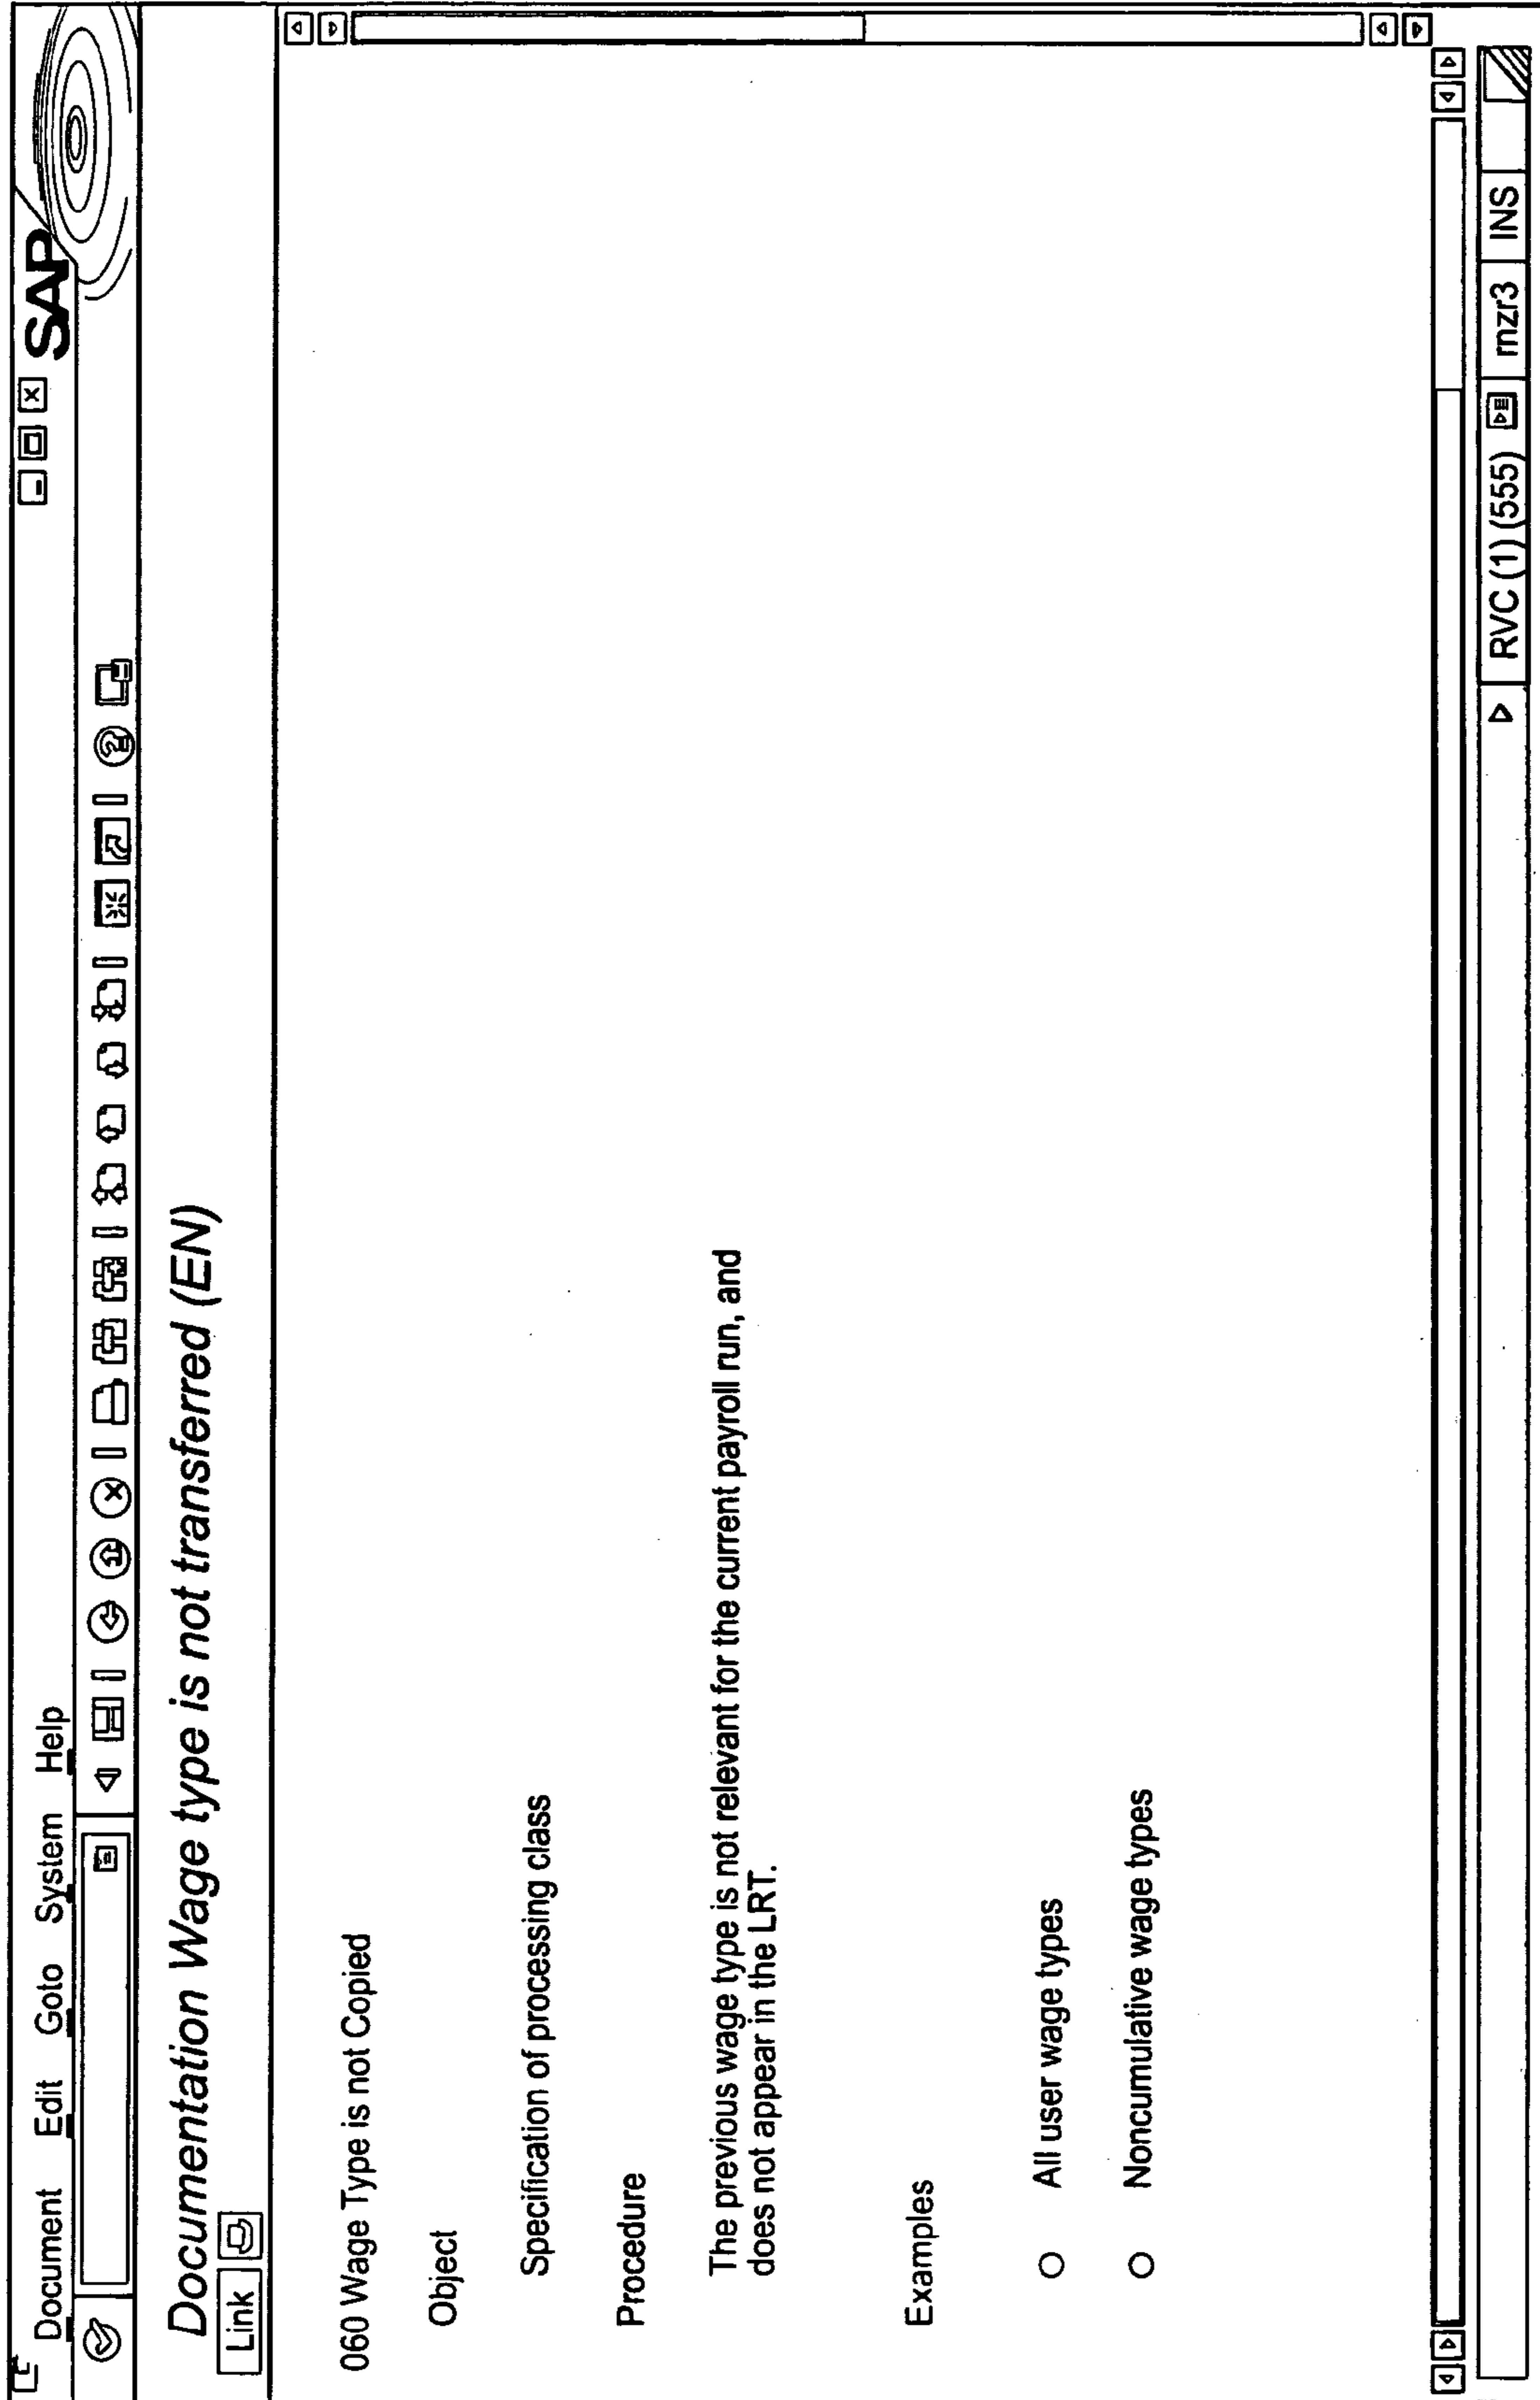 Document Edit Goto System Help
SAP
Documentation Wage type is not transferred (EN)
Link
060 Wage Type is not Copied
Object
Specification of processing class
Procedure
The previous wage type is not relevant for the current payroll run, and
does not appear in the LRT.
Examples
All user wage types
Noncumulative wage types
RVC (1) (555) rnzr3 INS